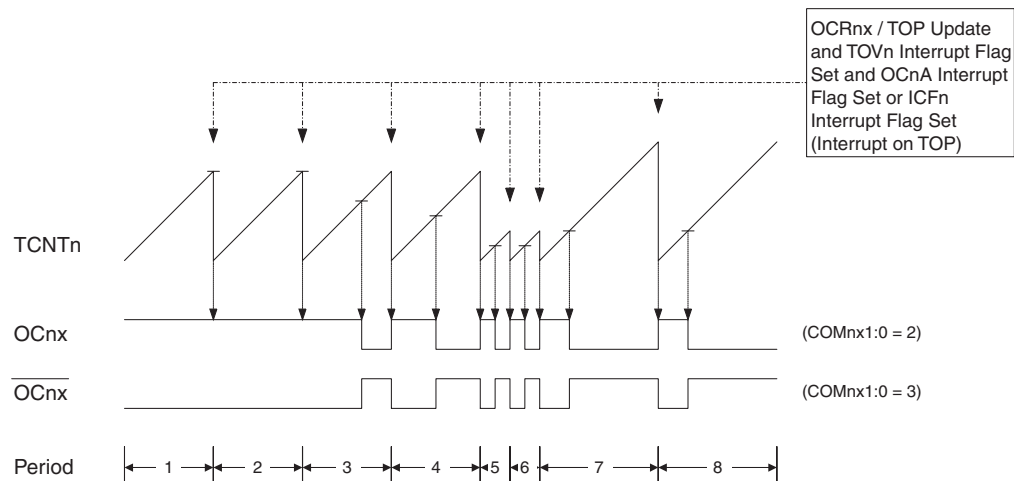 OCRnx / TOP Update
and TOVn Interrupt Flag
Set and OCnA Interrupt
Flag Set or ICFn
Interrupt Flag Set
(Interrupt on TOP)
TCNTn
OCnx
(COMnx1:0 = 2)
OCnx
(COMnx1:0 = 3)
Period
1 2 3 4 5 6 7 8